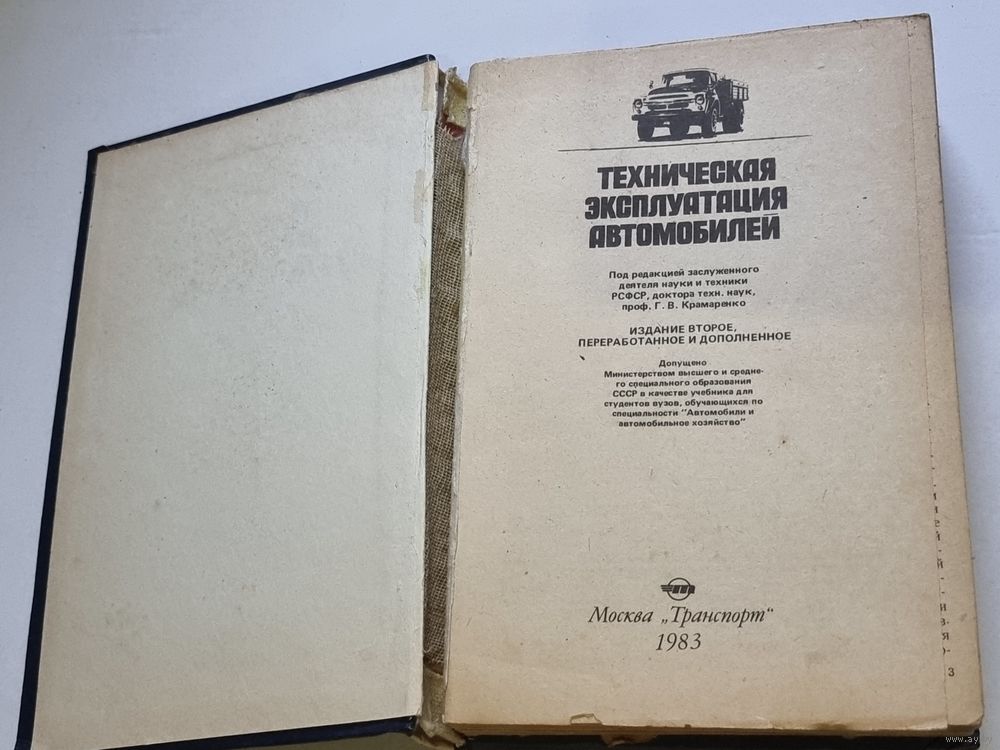 ТЕХНИЧЕСКАЯ
ЭКСПЛУАТАЦИЯ
АВТОМОБИЛЕЙ
Под редакцией заслуженного
деятеля науки и техники
РСФСР, доктора техн. наук,
проф. Г. В. Крамаренко
ИЗДАНИЕ ВТОРОЕ,
ПЕРЕРАБОТАННОЕ И ДОПОЛНЕННОЕ
Допущено
Министерством высшего и средне-
го специального образования
СССР в качестве учебника для
студентов вузов, обучающихся по
специальности "Автомобили и
автомобильное хозяйство"
Москва „Транспорт“
1983
3